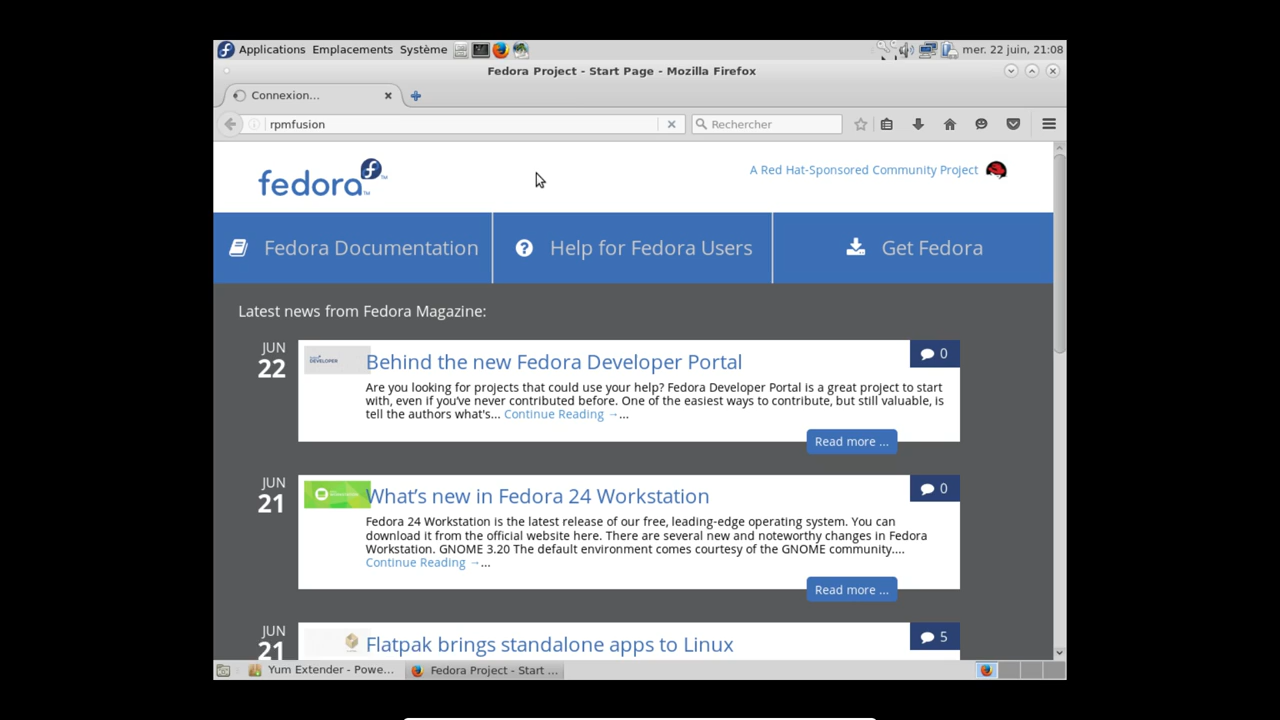 Applications Emplacements Système mer. 22 juin, 21:08
Fedora Project - Start Page - Mozilla Firefox
Connexion...
rpmfusion Rechercher
fedora™ A Red Hat-Sponsored Community Project
Fedora Documentation Help for Fedora Users Get Fedora
Latest news from Fedora Magazine:
JUN
22
Behind the new Fedora Developer Portal 0
Are you looking for projects that could use your help? Fedora Developer Portal is a great project to start
with, even if you've never contributed before. One of the easiest ways to contribute, but still valuable, is
tell the authors what's... Continue Reading →...
Read more ...
JUN
21
What's new in Fedora 24 Workstation 0
Fedora 24 Workstation is the latest release of our free, leading-edge operating system. You can
download it from the official website here. There are several new and noteworthy changes in Fedora
Workstation. GNOME 3.20 The default environment comes courtesy of the GNOME community....
Continue Reading →...
Read more ...
JUN
21
Flatpak brings standalone apps to Linux 5
Yum Extender - Powe... Fedora Project - Start ...